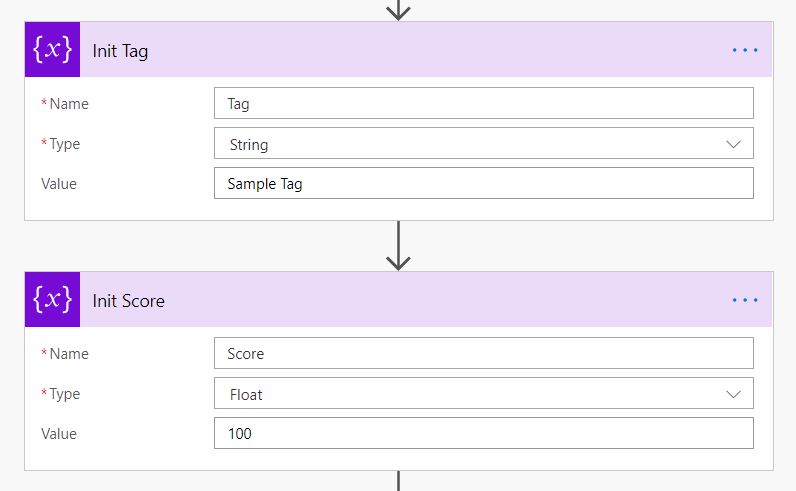 {x} Init Tag ...
*Name Tag
*Type String
Value Sample Tag
{x} Init Score ...
*Name Score
*Type Float
Value 100